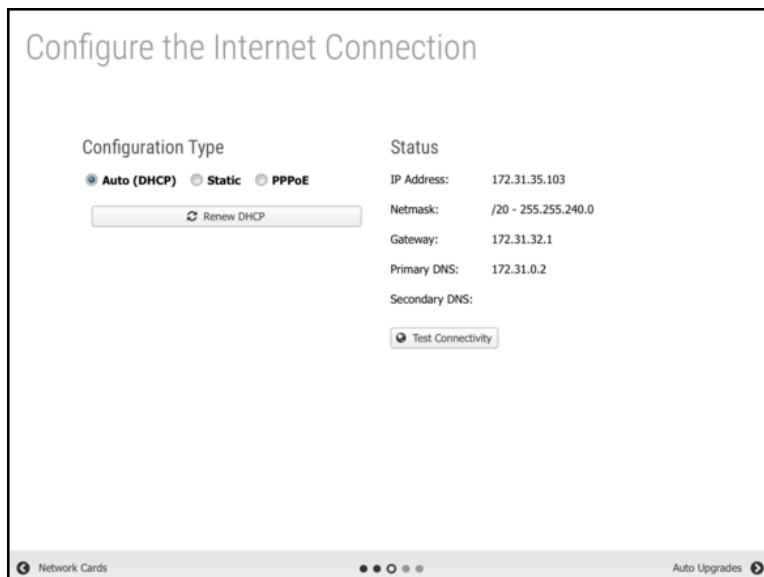 Configure the Internet Connection
Configuration Type
Auto (DHCP) Static PPPoE
Renew DHCP
Status
IP Address: 172.31.35.103
Netmask: /20 - 255.255.240.0
Gateway: 172.31.32.1
Primary DNS: 172.31.0.2
Secondary DNS:
Test Connectivity
Network Cards
Auto Upgrades